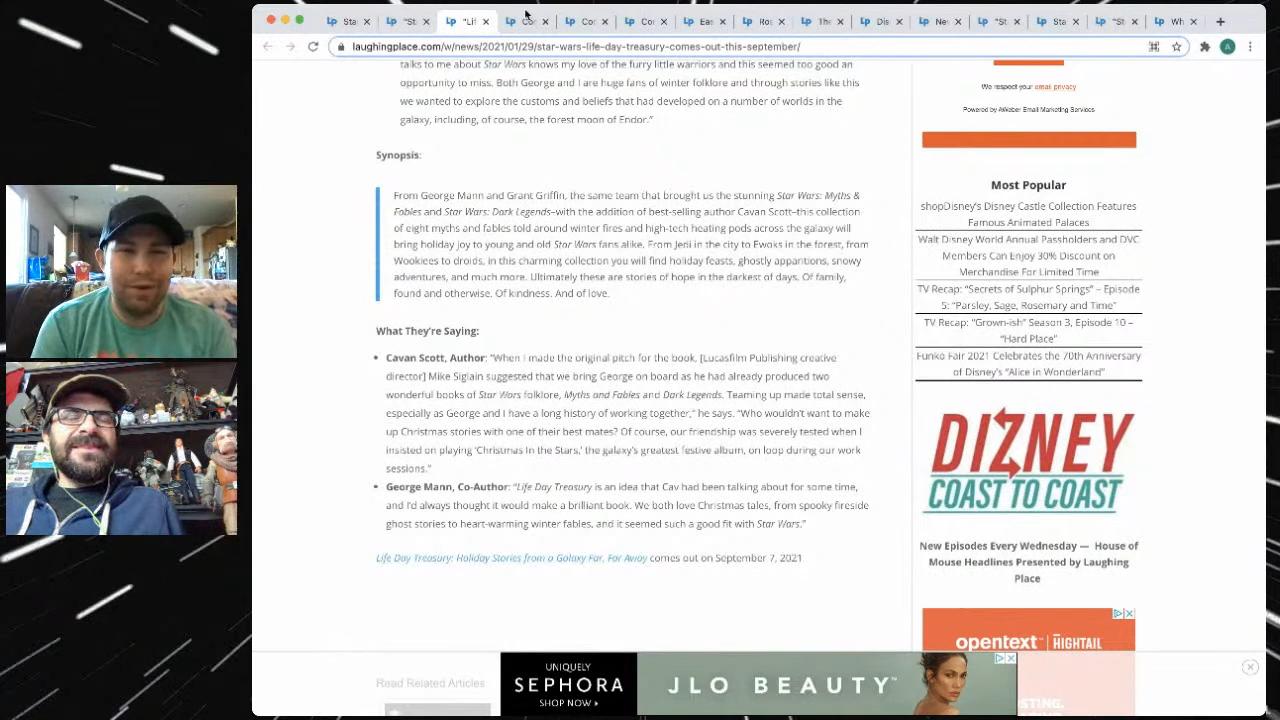 Sta
"St
"Lif
Co
Co
Co
Eas
Ro
The
Dis
Ne
"St
Sta
"St
Wh
laughingplace.com/w/news/2021/01/29/star-wars-life-day-treasury-comes-out-this-september/
talks to me about Star Wars knows my love of the furry little warriors and this seemed too good an
opportunity to miss. Both George and I are huge fans of winter folklore and through stories like this
we wanted to explore the customs and beliefs that had developed on a number of worlds in the
galaxy, including, of course, the forest moon of Endor."
Synopsis:
From George Mann and Grant Griffin, the same team that brought us the stunning Star Wars: Myths &
Fables and Star Wars: Dark Legends–with the addition of best-selling author Cavan Scott–this collection
of eight myths and fables told around winter fires and high-tech heating pods across the galaxy will
bring holiday joy to young and old Star Wars fans alike. From Jedi in the city to Ewoks in the forest, from
Wookiees to droids, in this charming collection you will find holiday feasts, ghostly apparitions, snowy
adventures, and much more. Ultimately these are stories of hope in the darkest of days. Of family,
found and otherwise. Of kindness. And of love.
What They're Saying:
• Cavan Scott, Author: "When I made the original pitch for the book, [Lucasfilm Publishing creative
director] Mike Siglain suggested that we bring George on board as he had already produced two
wonderful books of Star Wars folklore, Myths and Fables and Dark Legends. Teaming up made total sense,
especially as George and I have a long history of working together," he says. "Who wouldn't want to make
up Christmas stories with one of their best mates? Of course, our friendship was severely tested when I
insisted on playing 'Christmas In the Stars,' the galaxy's greatest festive album, on loop during our work
sessions."
• George Mann, Co-Author: "Life Day Treasury is an idea that Cav had been talking about for some time,
and I'd always thought it would make a brilliant book. We both love Christmas tales, from spooky fireside
ghost stories to heart-warming winter fables, and it seemed such a good fit with Star Wars."
Life Day Treasury: Holiday Stories from a Galaxy Far, Far Away comes out on September 7, 2021
Read Related Articles
We respect your email privacy
Powered by AWeber Email Marketing Services
Most Popular
shopDisney's Disney Castle Collection Features
Famous Animated Palaces
Walt Disney World Annual Passholders and DVC
Members Can Enjoy 30% Discount on
Merchandise For Limited Time
TV Recap: "Secrets of Sulphur Springs" – Episode
5: "Parsley, Sage, Rosemary and Time"
TV Recap: "Grown-ish" Season 3, Episode 10 –
"Hard Place"
Funko Fair 2021 Celebrates the 70th Anniversary
of Disney's "Alice in Wonderland"
DIZNEY
COAST TO COAST
New Episodes Every Wednesday — House of
Mouse Headlines Presented by Laughing
Place
opentext | HIGHTAIL
UNIQUELY
SEPHORA
SHOP NOW
JLO BEAUTY™